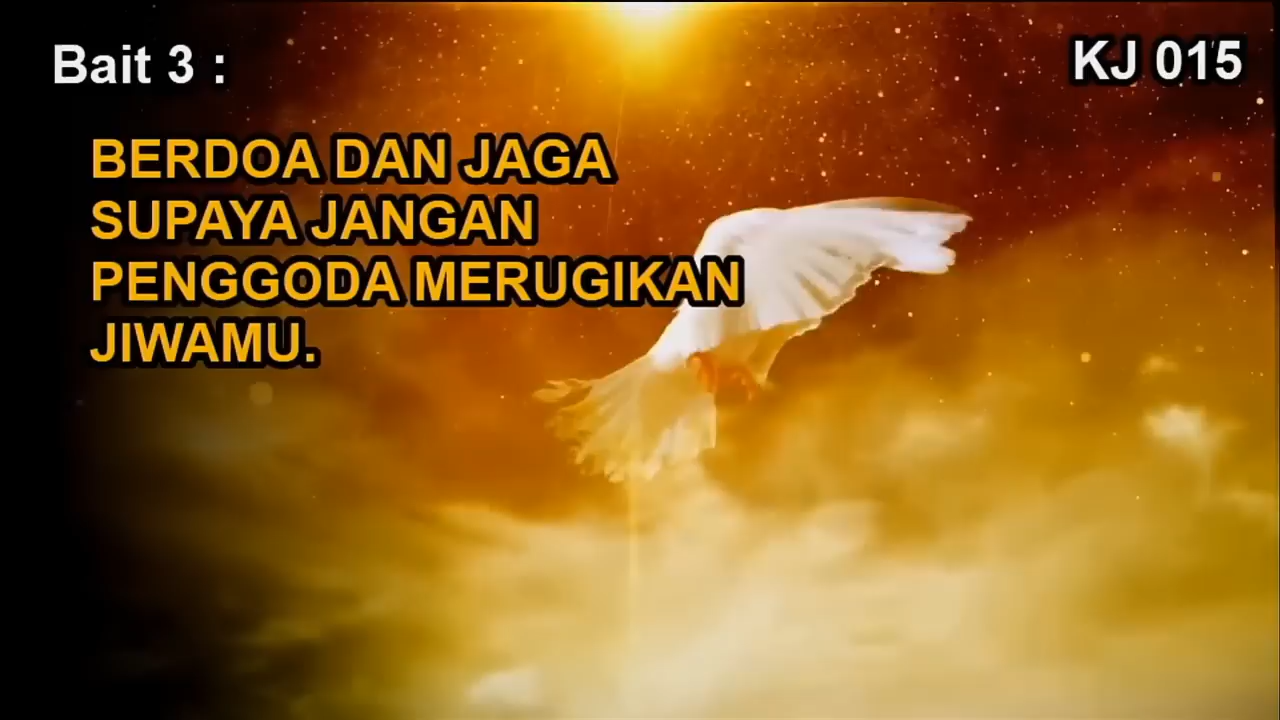 Bait 3 :
KJ 015
BERDOA DAN JAGA
SUPAYA JANGAN
PENGGODA MERUGIKAN
JIWAMU.